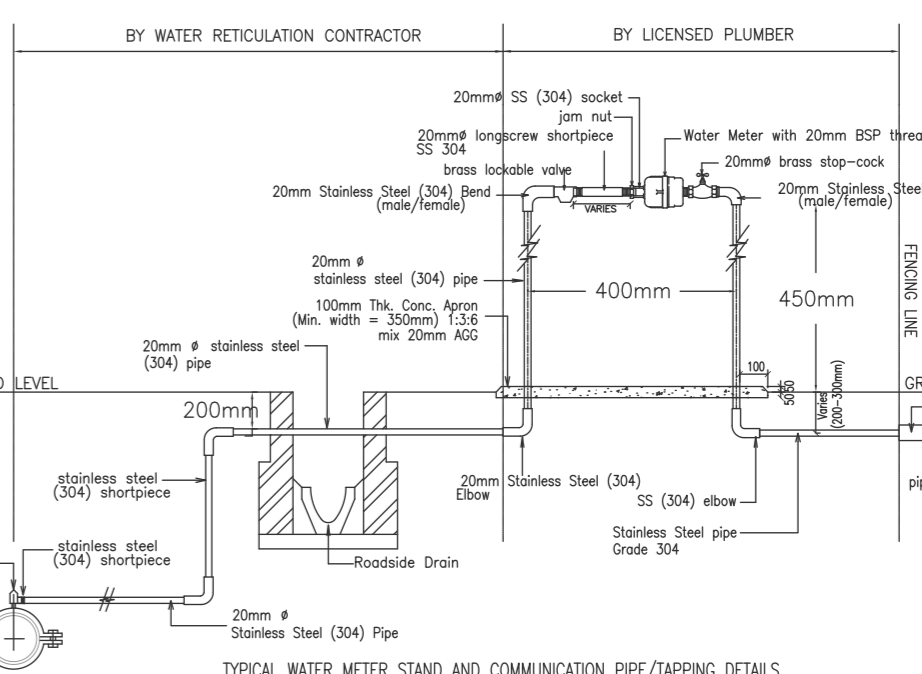 BY WATER RETICULATION CONTRACTOR
BY LICENSED PLUMBER
20mmø SS (304) socket
jam nut
20mmø longscrew shortpiece
SS 304
Water Meter with 20mm BSP threa
brass lockable valve
20mmø brass stop-cock
20mm Stainless Steel (304) Bend
(male/female)
VARIES
20mm Stainless Steel
(male/female)
20mm ø
stainless steel (304) pipe
400mm
450mm
FENCING LINE
100mm Thk. Conc. Apron
(Min. width = 350mm) 1:3:6
mix 20mm AGG
20mm ø stainless steel
(304) pipe
100
5050
LEVEL
GR
200mm
Varies
(200-300mm)
stainless steel
(304) shortpiece
20mm Stainless Steel (304)
Elbow
SS (304) elbow
pip
Stainless Steel pipe
Grade 304
stainless steel
(304) shortpiece
Roadside Drain
20mm ø
Stainless Steel (304) Pipe
TYPICAL WATER METER STAND AND COMMUNICATION PIPE/TAPPING DETAILS